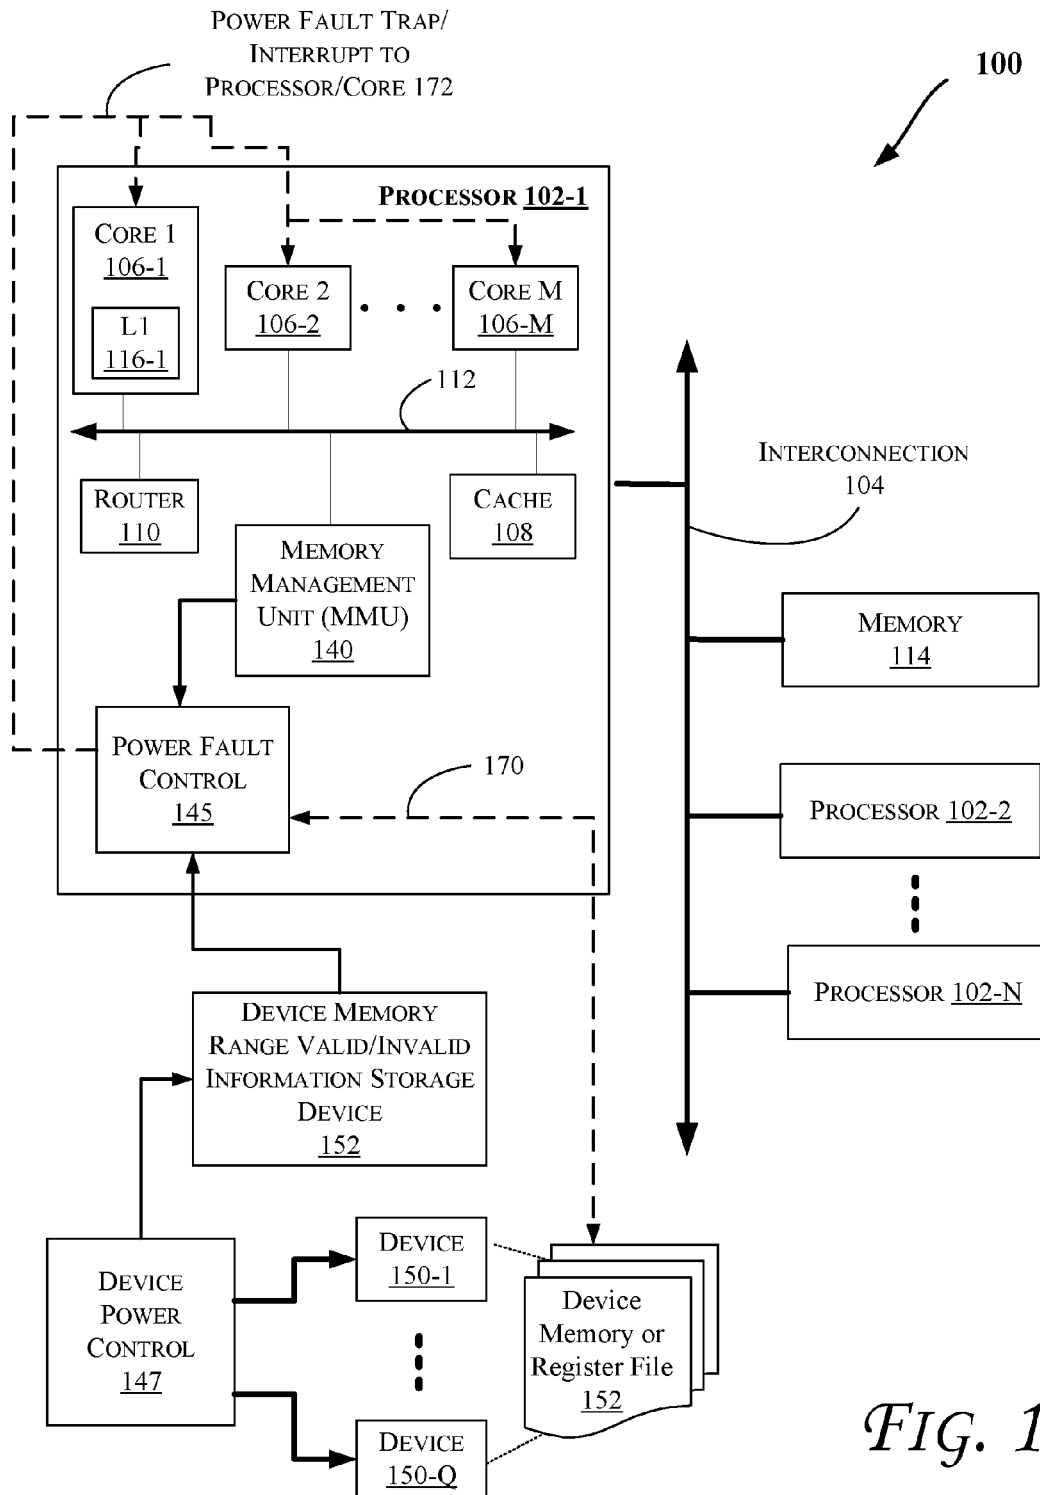 POWER FAULT TRAP/
INTERRUPT TO
PROCESSOR/CORE 172
100
PROCESSOR 102-1
CORE 1
106-1
L1
116-1
CORE 2
106-2
CORE M
106-M
112
ROUTER
110
CACHE
108
MEMORY
MANAGEMENT
UNIT (MMU)
140
POWER FAULT
CONTROL
145
170
INTERCONNECTION
104
MEMORY
114
PROCESSOR 102-2
PROCESSOR 102-N
DEVICE MEMORY
RANGE VALID/INVALID
INFORMATION STORAGE
DEVICE
152
DEVICE
POWER
CONTROL
147
DEVICE
150-1
DEVICE
150-Q
Device
Memory or
Register File
152
FIG. 1